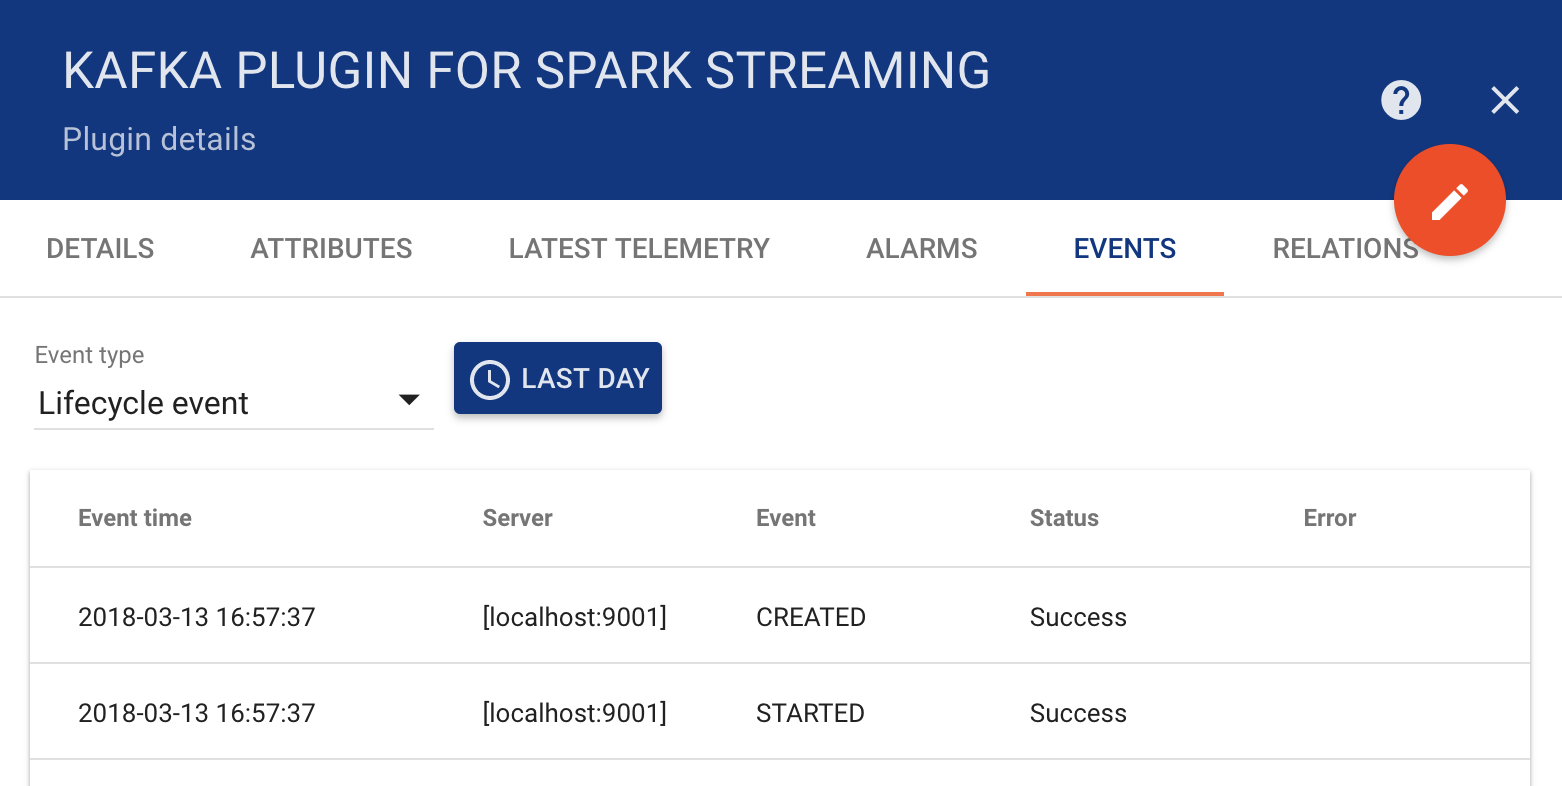 KAFKA PLUGIN FOR SPARK STREAMING
Plugin details
?
DETAILS ATTRIBUTES LATEST TELEMETRY ALARMS EVENTS RELATIONS
Event type
Lifecycle event
LAST DAY
Event time Server Event Status Error
2018-03-13 16:57:37 [localhost:9001] CREATED Success
2018-03-13 16:57:37 [localhost:9001] STARTED Success